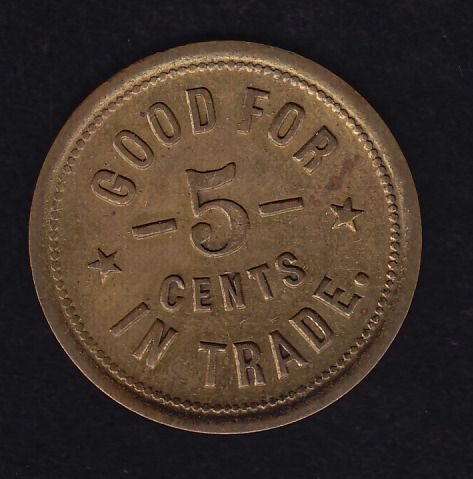 GOOD FOR
- 5 -
CENTS
IN TRADE.